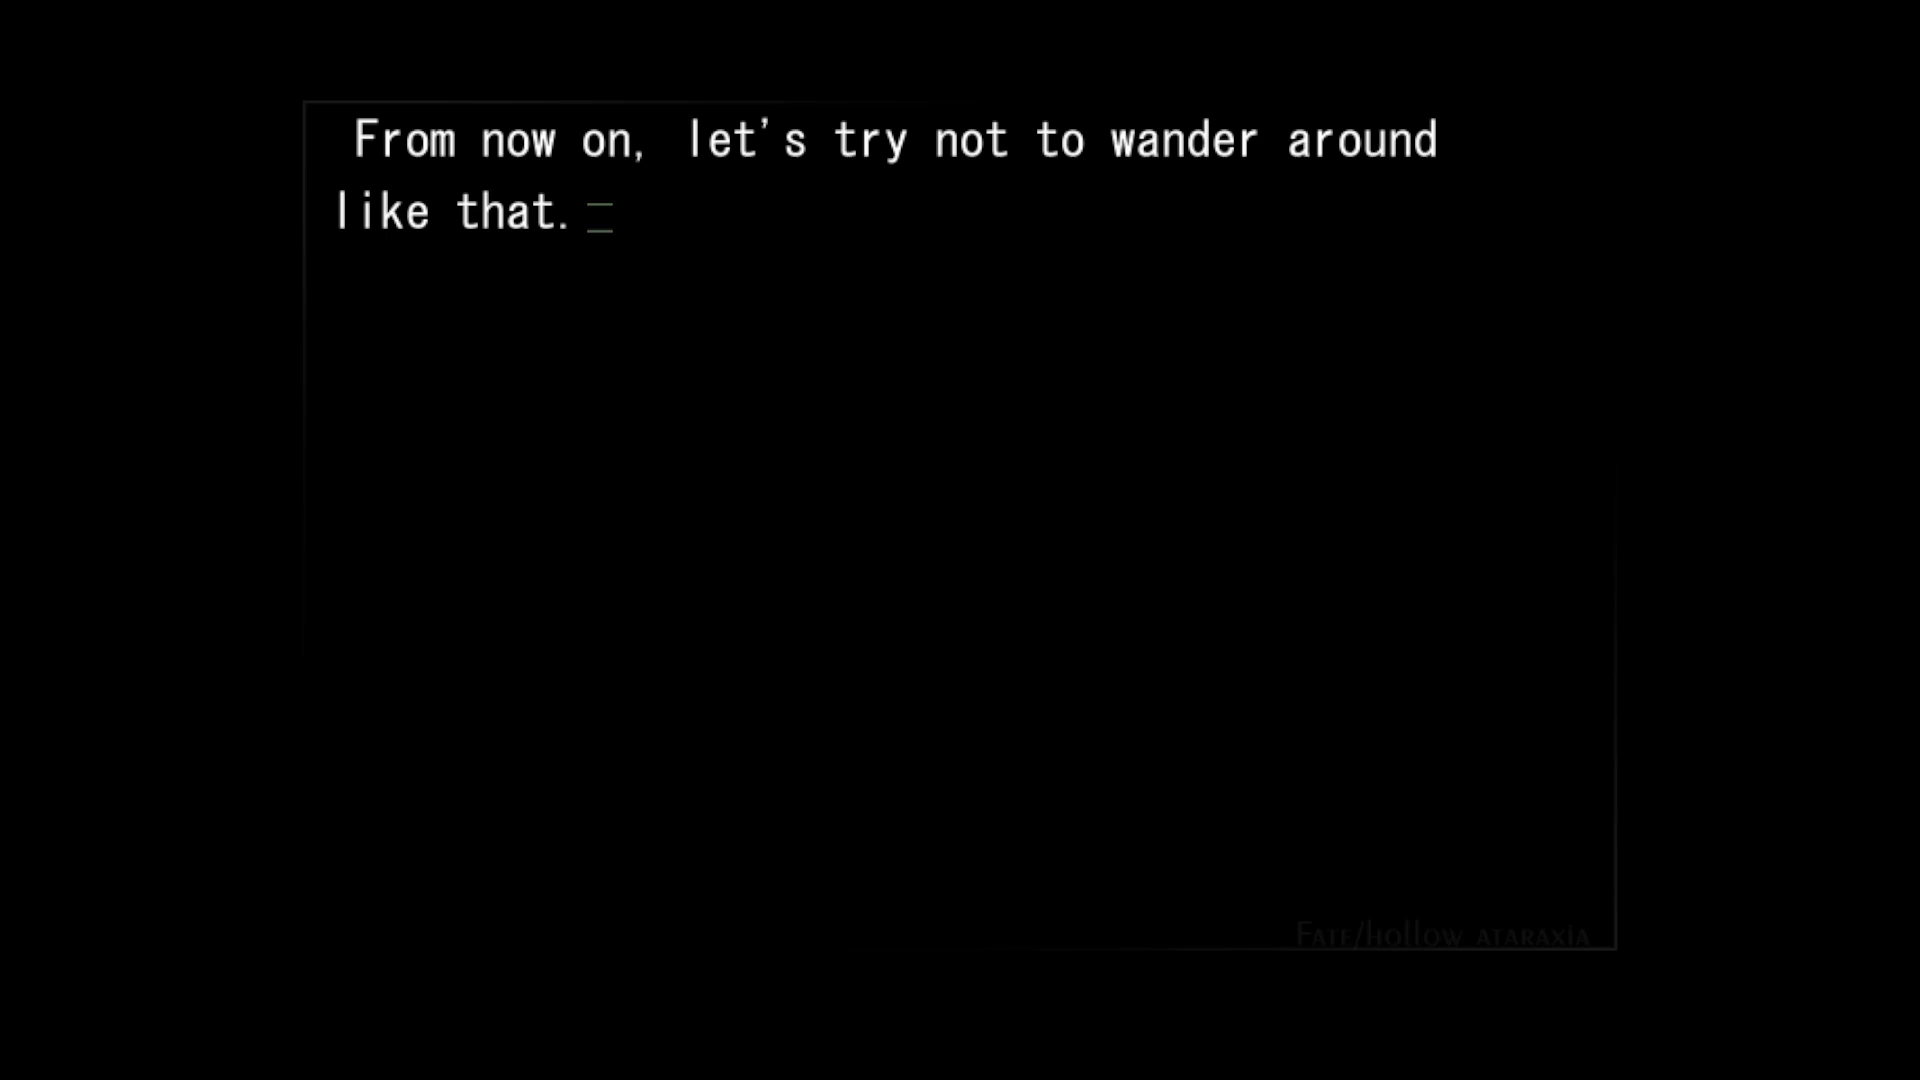 From now on, let's try not to wander around
like that.
Fate/hollow ataraxia